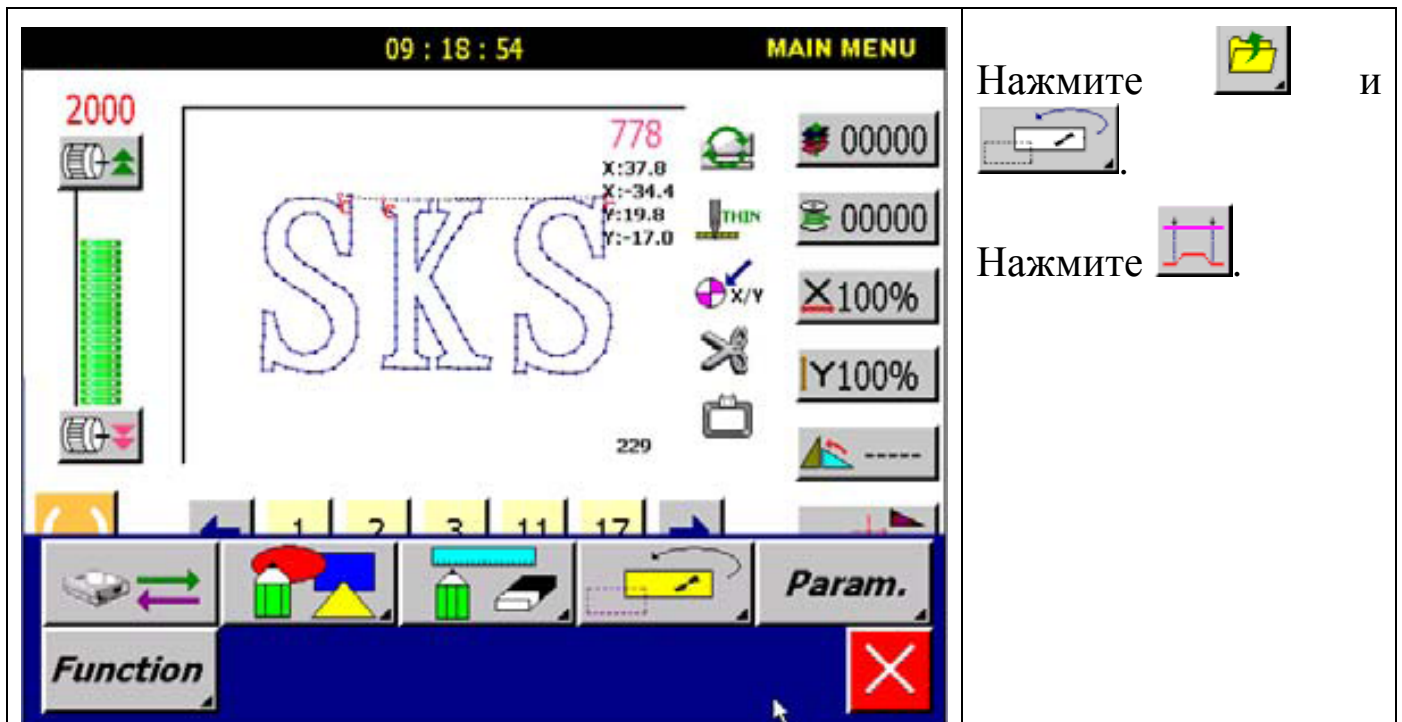 09 : 18 : 54 MAIN MENU
2000
778
X:37.8
X:-34.4
Y:19.8
Y:-17.0
SKS
229
THIN
X/Y
00000
00000
X100%
Y100%
-----
1 2 3 11 17
Param.
Function
Нажмите и
.
Нажмите .